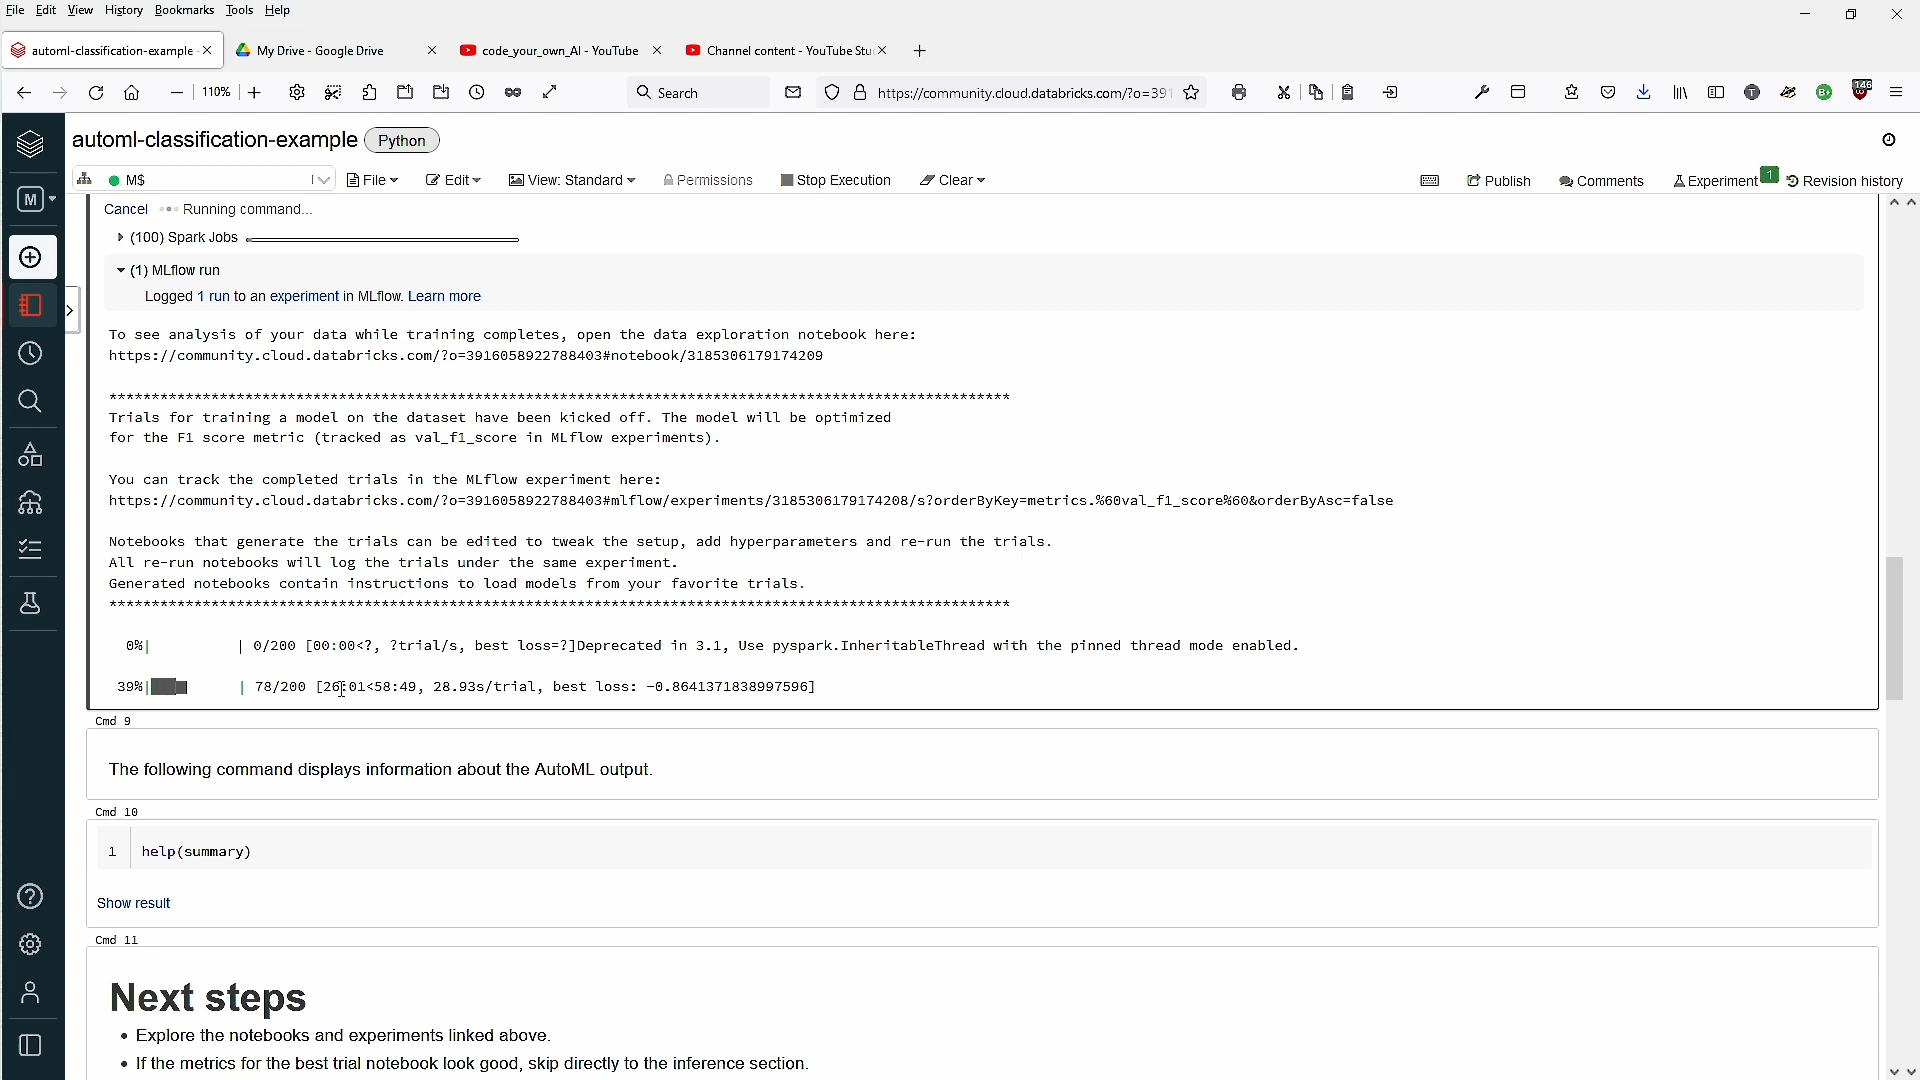 File Edit View History Bookmarks Tools Help
automl-classification-example - My Drive - Google Drive code_your_own_AI - YouTube Channel content - YouTube Stu
110% Search https://community.cloud.databricks.com/?o=391 146
automl-classification-example Python
M M$ File Edit View: Standard Permissions Stop Execution Clear Publish Comments Experiment 1 Revision history
Cancel Running command...
(100) Spark Jobs
(1) MLflow run
Logged 1 run to an experiment in MLflow. Learn more
To see analysis of your data while training completes, open the data exploration notebook here:
https://community.cloud.databricks.com/?o=3916058922788403#notebook/3185306179174209
**********************************************************************************************************
Trials for training a model on the dataset have been kicked off. The model will be optimized
for the F1 score metric (tracked as val_f1_score in MLflow experiments).
You can track the completed trials in the MLflow experiment here:
https://community.cloud.databricks.com/?o=3916058922788403#mlflow/experiments/3185306179174208/s?orderByKey=metrics.%60val_f1_score%60&orderByAsc=false
Notebooks that generate the trials can be edited to tweak the setup, add hyperparameters and re-run the trials.
All re-run notebooks will log the trials under the same experiment.
Generated notebooks contain instructions to load models from your favorite trials.
**********************************************************************************************************
0%| | 0/200 [00:00<?, ?trial/s, best loss=?]Deprecated in 3.1, Use pyspark.InheritableThread with the pinned thread mode enabled.
39%| | 78/200 [26:01<58:49, 28.93s/trial, best loss: -0.8641371838997596]
Cmd 9
The following command displays information about the AutoML output.
Cmd 10
1 help(summary)
Show result
Cmd 11
Next steps
• Explore the notebooks and experiments linked above.
• If the metrics for the best trial notebook look good, skip directly to the inference section.